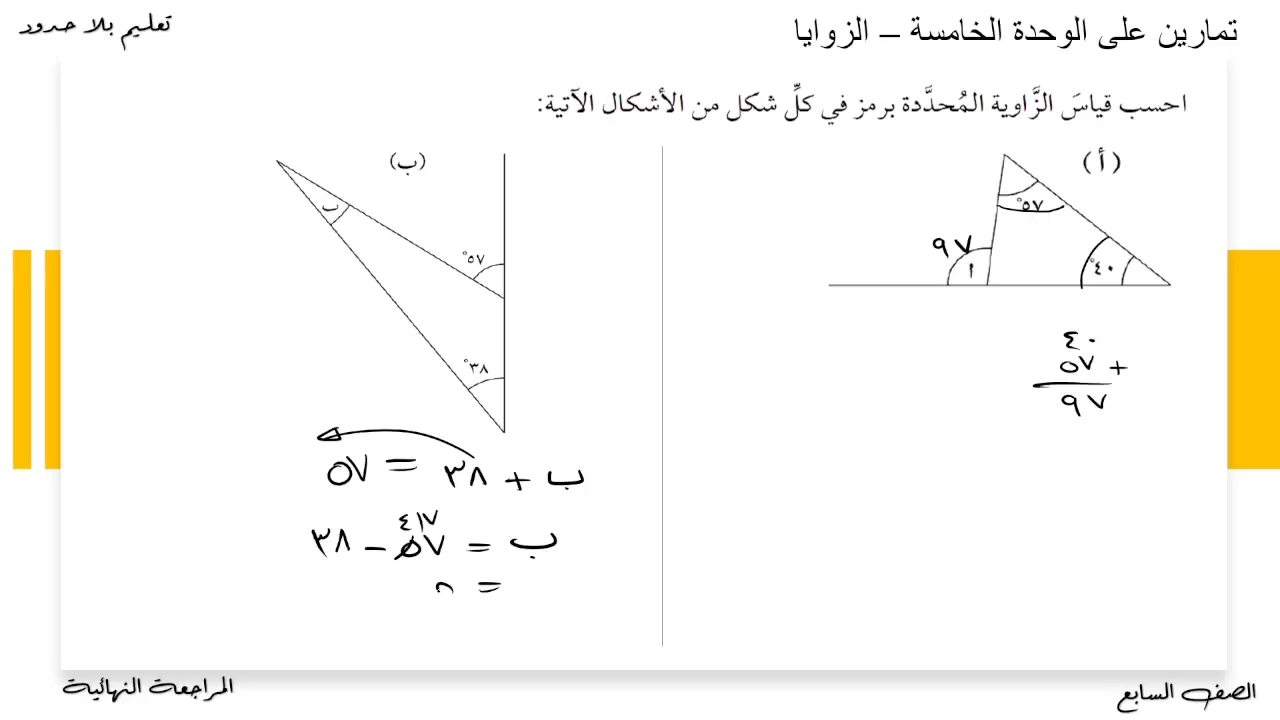 تعليم بلا حدود
تمارين على الوحدة الخامسة – الزوايا
احسب قياسَ الزَّاوية المُحدَّدة برمز في كلِّ شكل من الأشكال الآتية:
(أ)
°٥٧
٩٧
أ
°٤٠
٤٠
٥٧ +
٩٧
(ب)
ب
°٥٧
°٣٨
ب + ٣٨ = ٥٧
٤ ١٧
ب = ٥٧ – ٣٨
=
الصف السابع
المراجعة النهائية